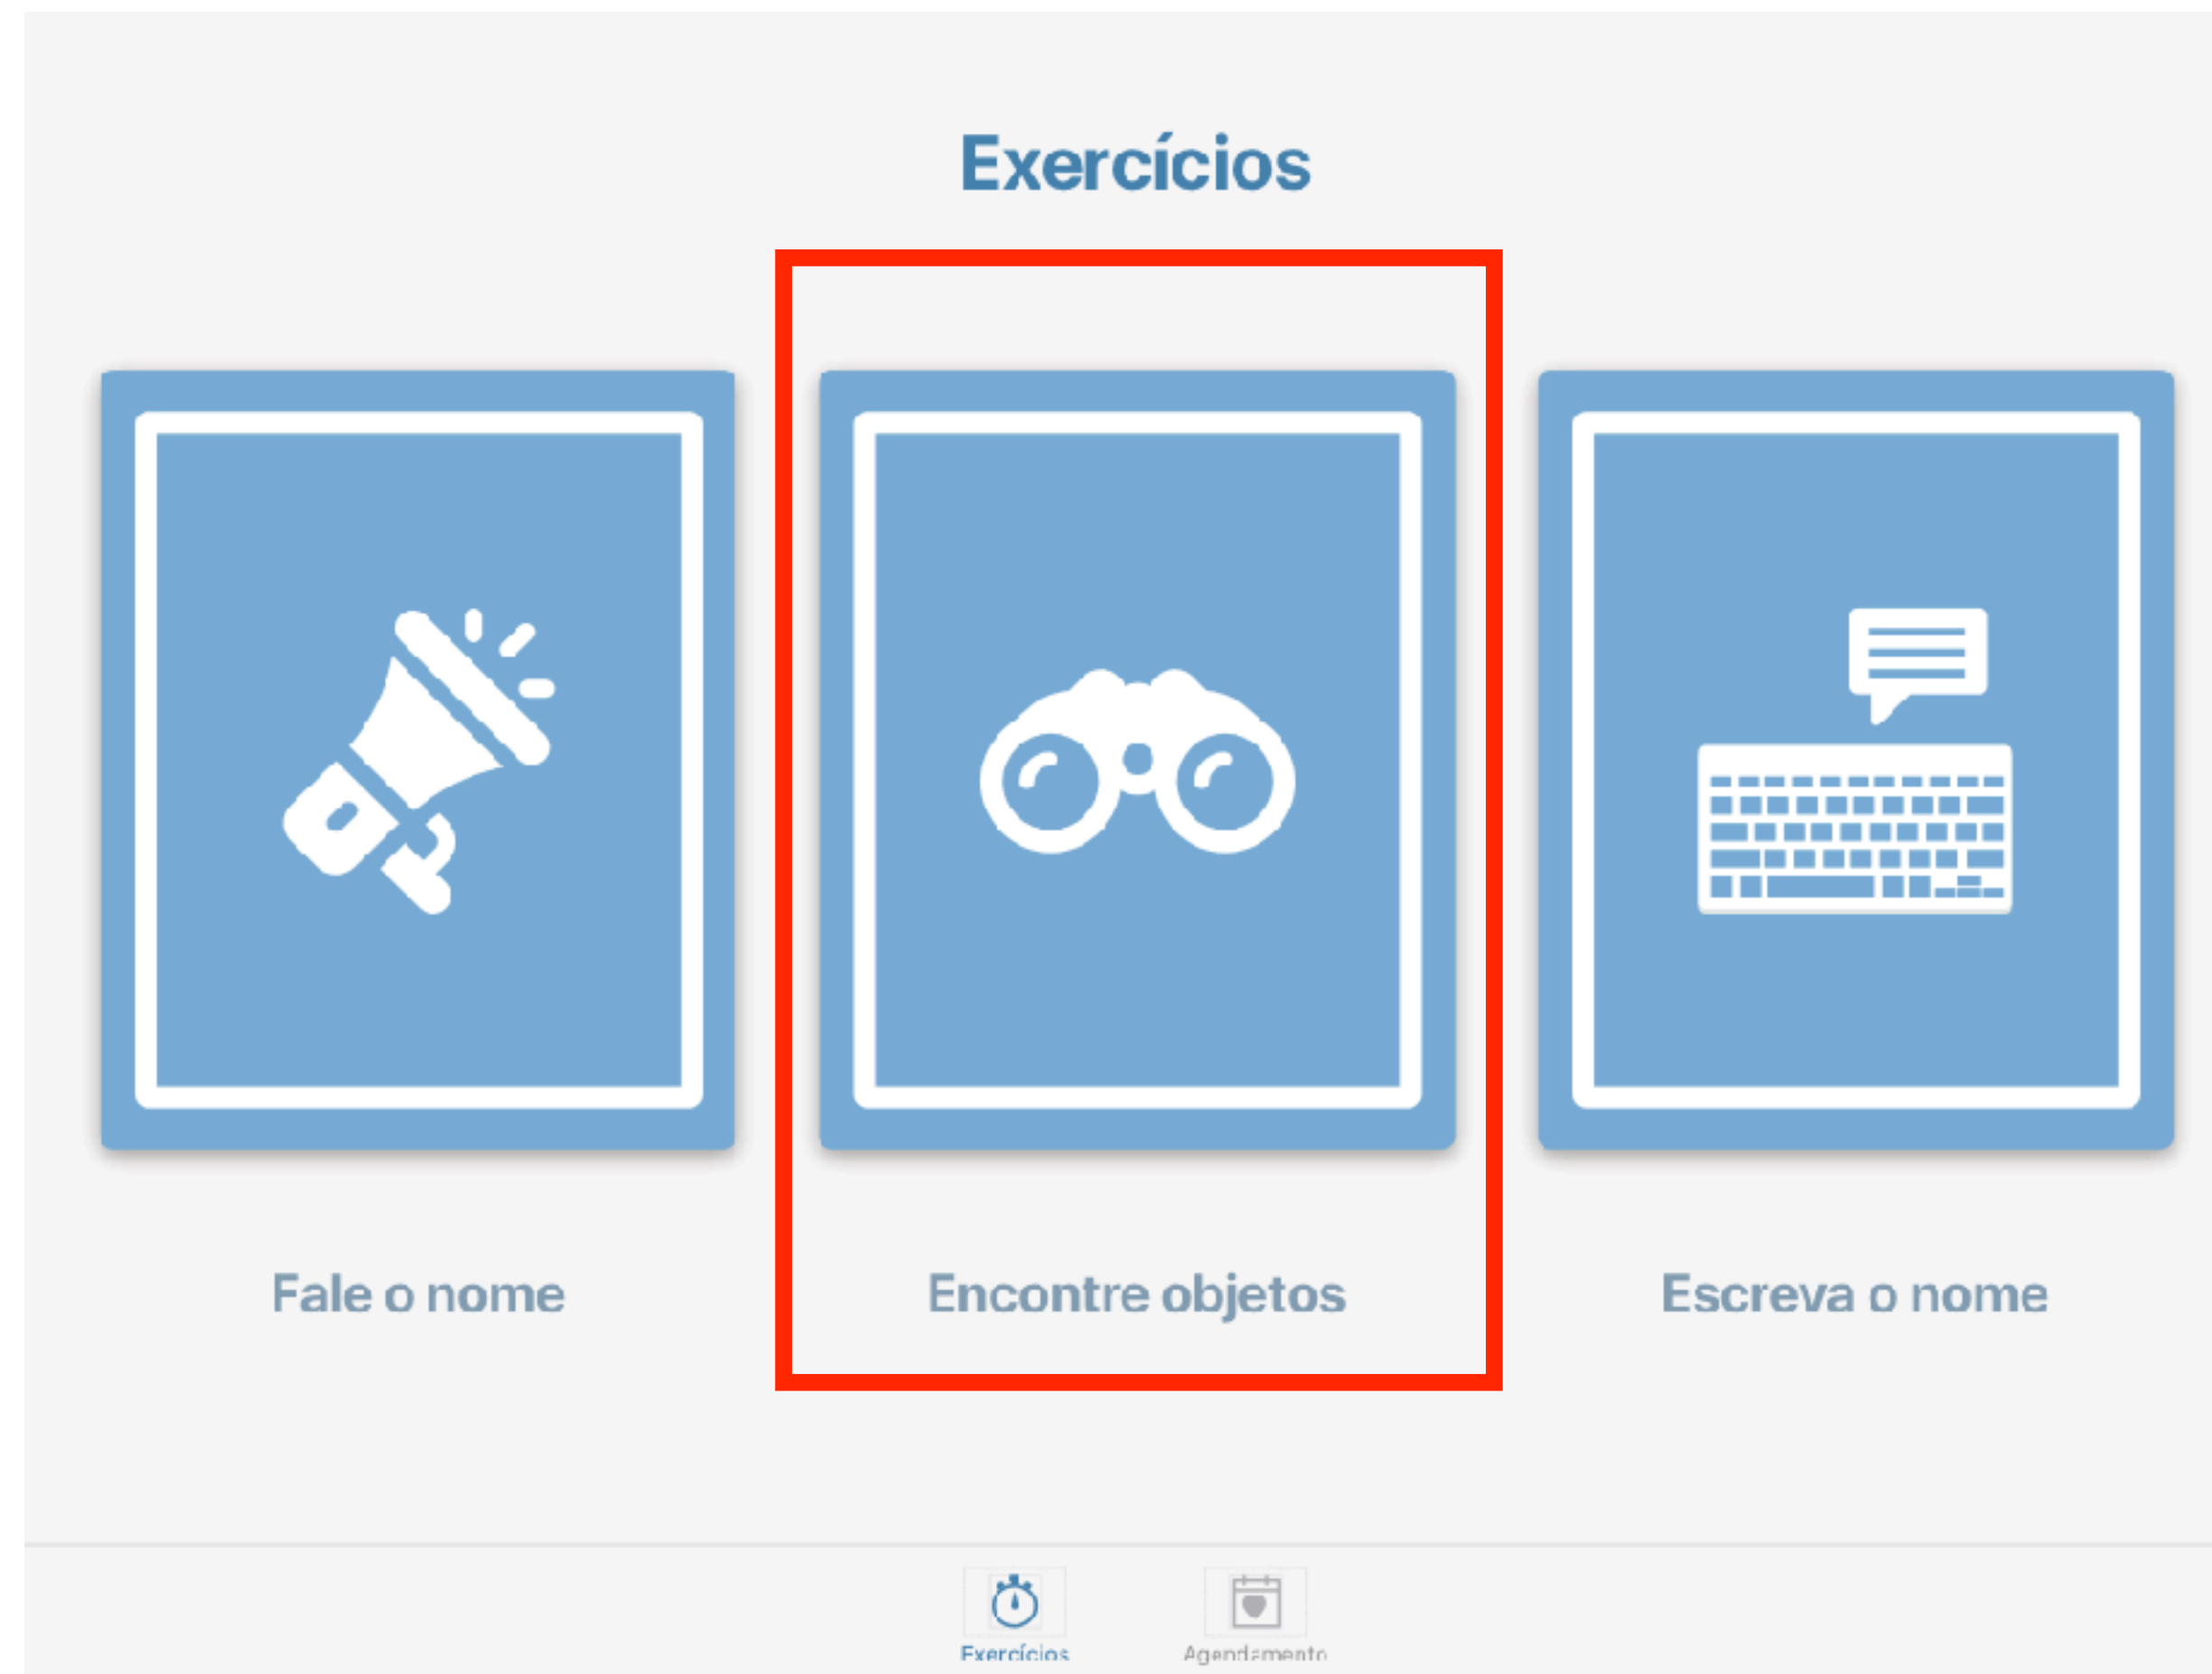 Exercícios
Fale o nome
Encontre objetos
Escreva o nome
Exercícios
Agendamento